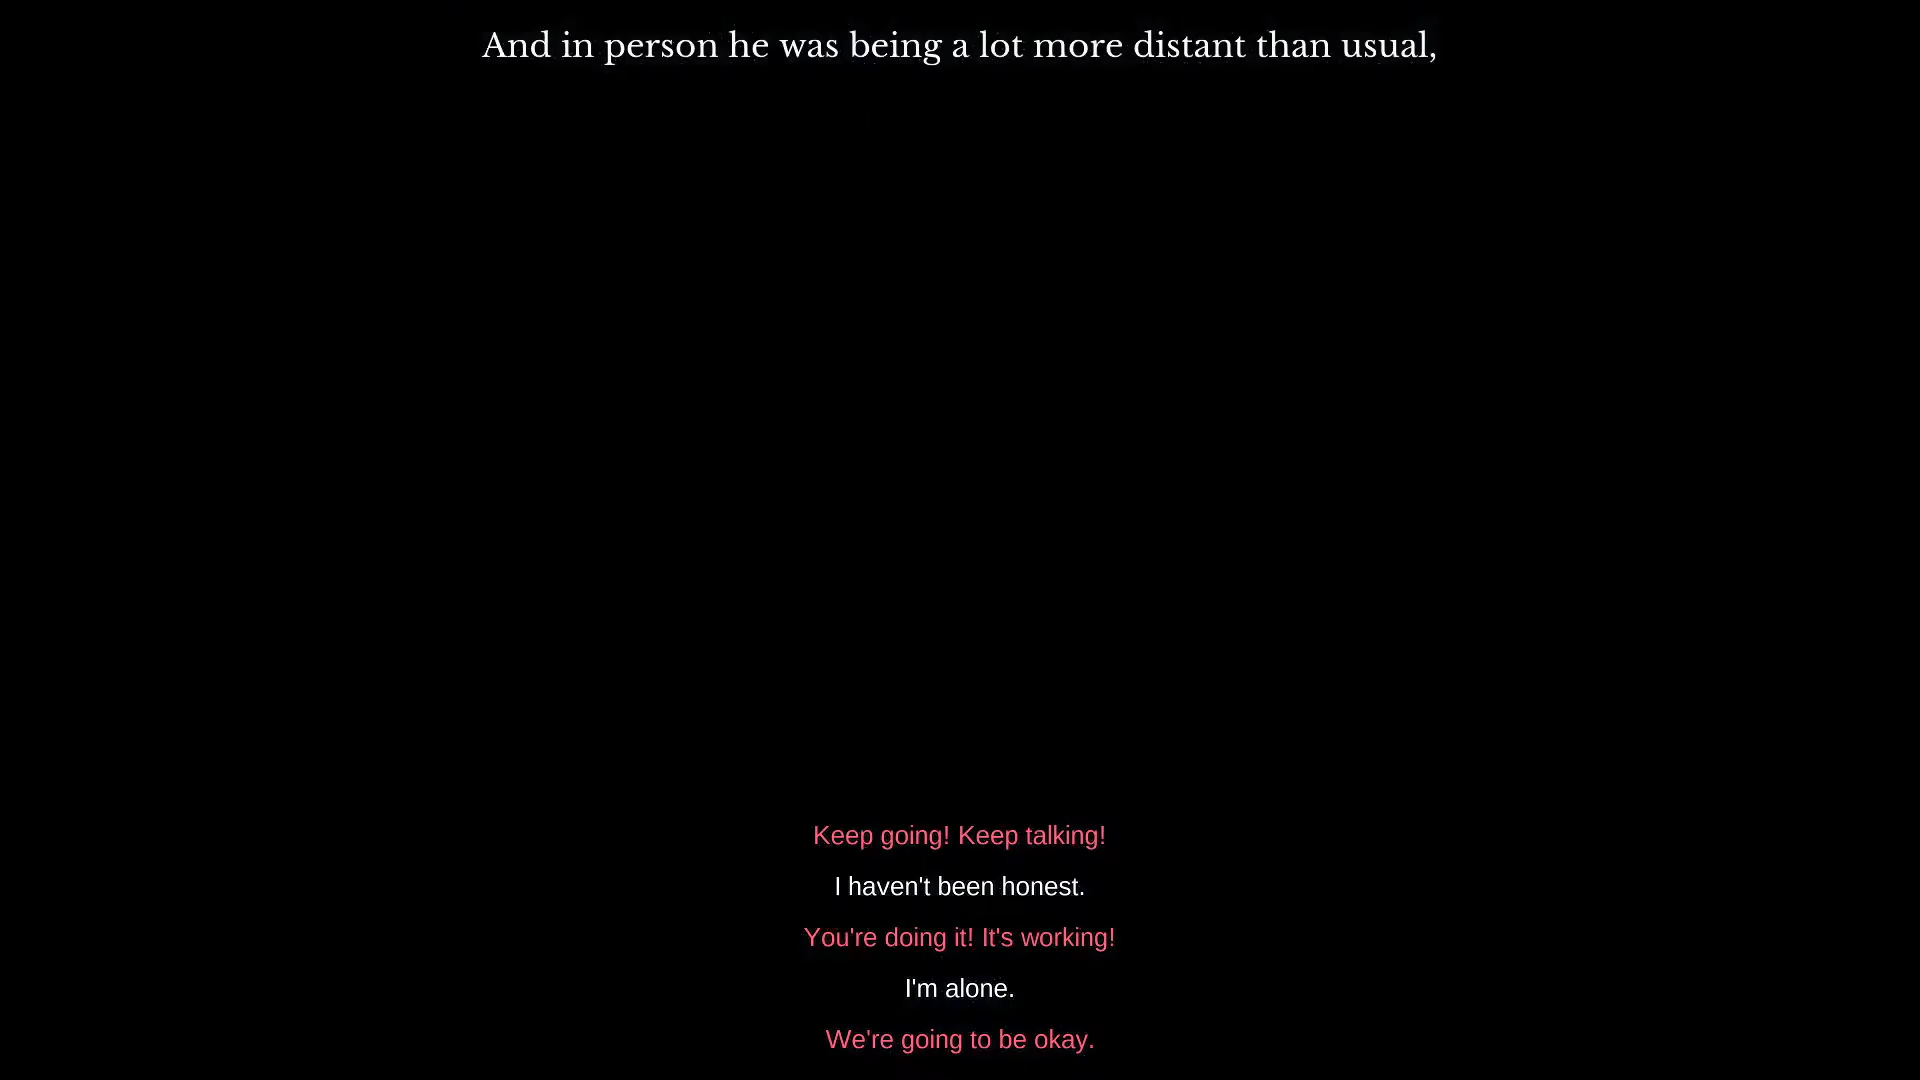 And in person he was being a lot more distant than usual,
Keep going! Keep talking!
I haven't been honest.
You're doing it! It's working!
I'm alone.
We're going to be okay.